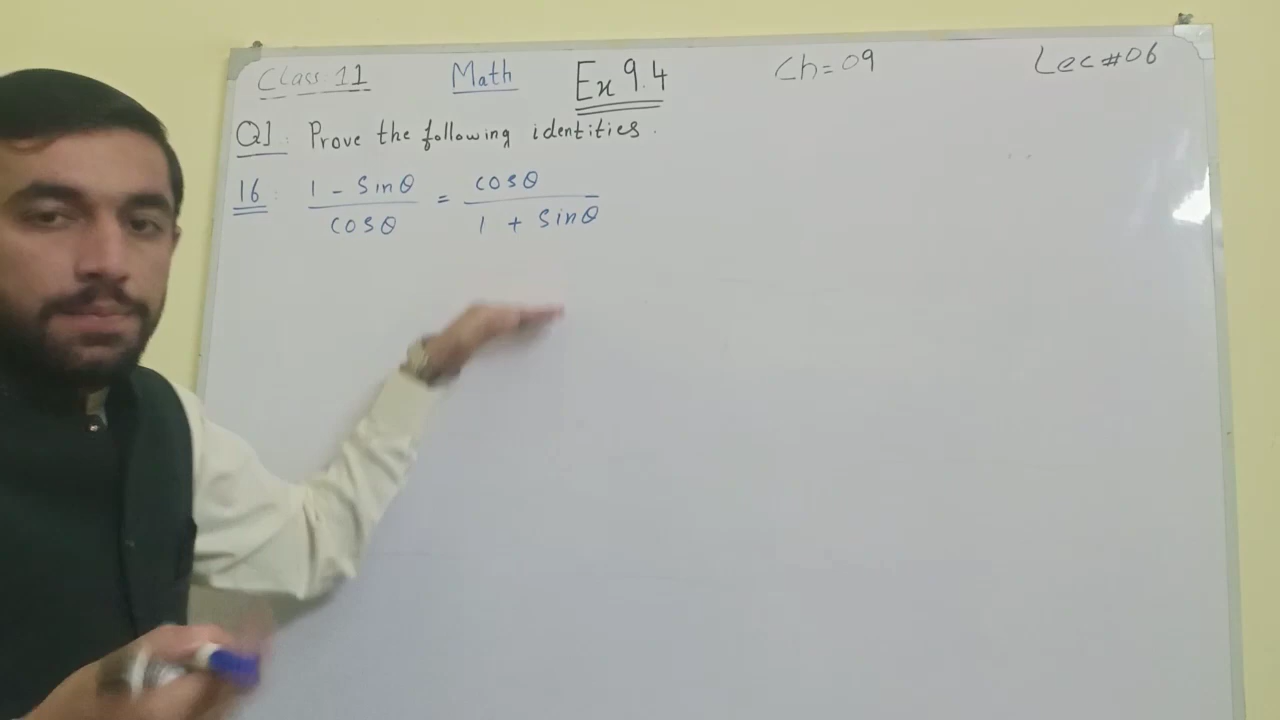 Class: 11 Math Ex 9.4 Ch=09 Lec#06
Q1: Prove the following identities.
16: 1 - Sinθ / cosθ = cosθ / 1 + Sinθ